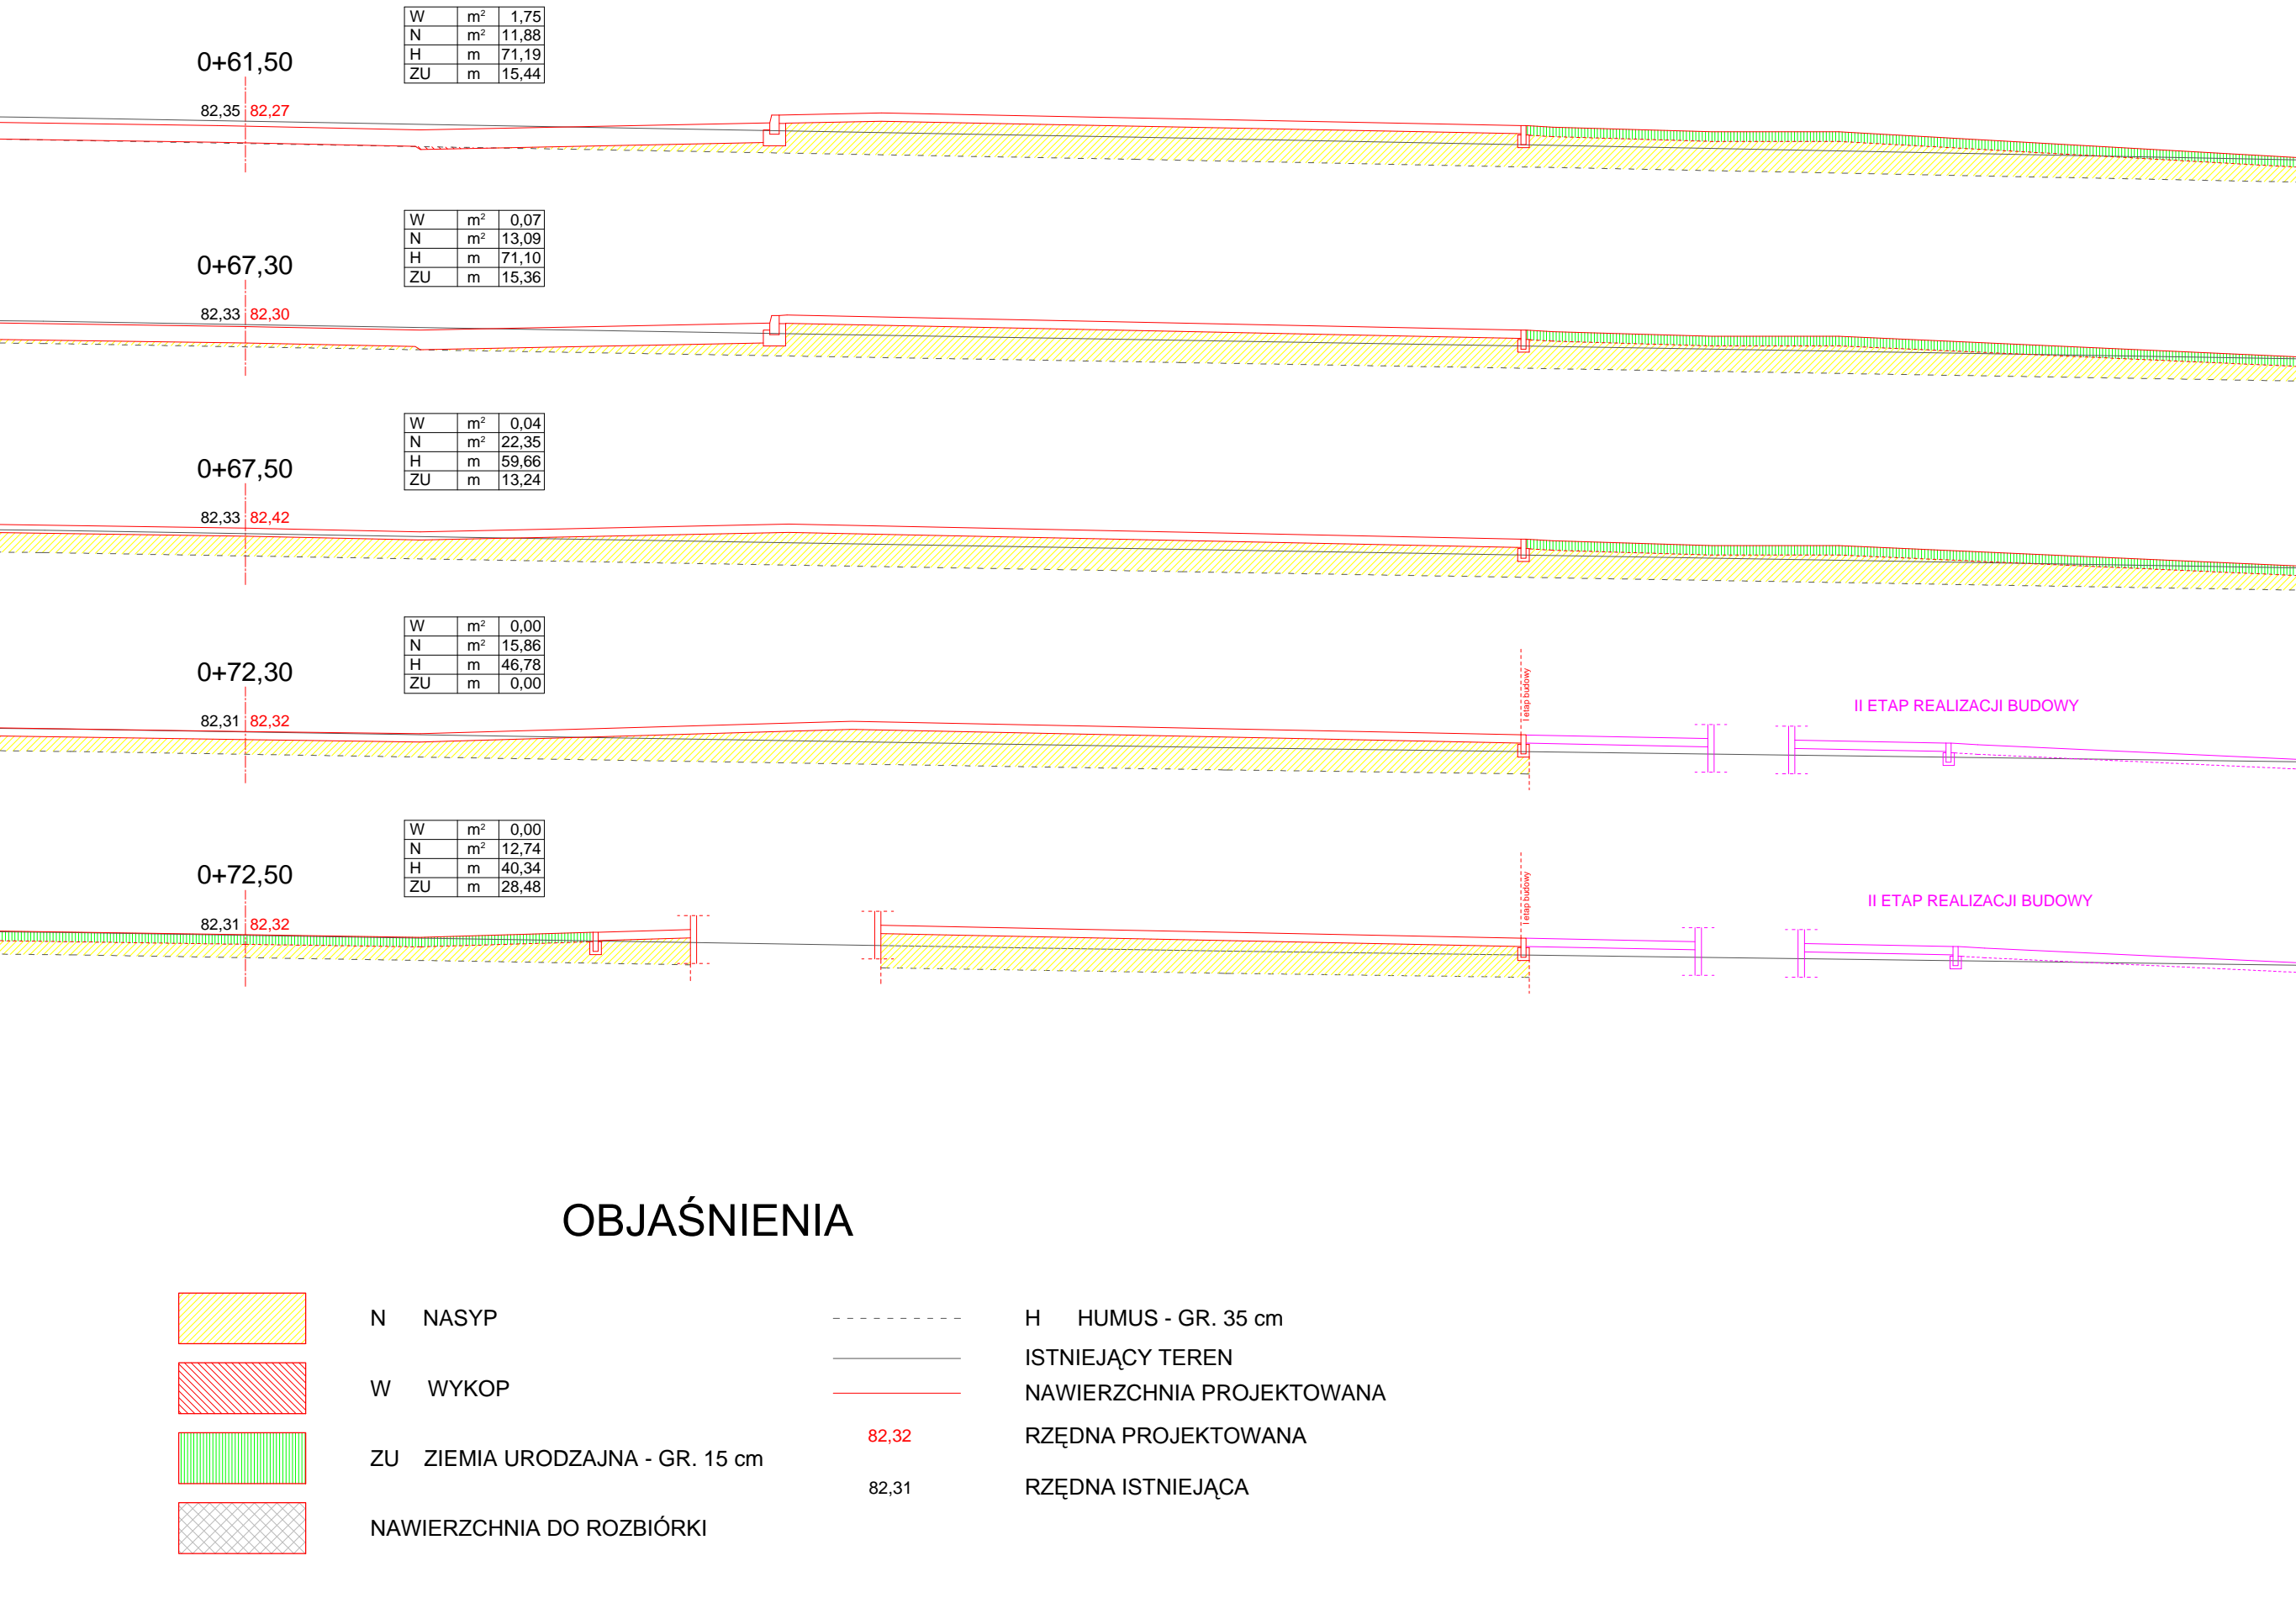 W m² 1,75
N m² 11,88
H m 71,19
ZU m 15,44
0+61,50
82,35 82,27
W m² 0,07
N m² 13,09
H m 71,10
ZU m 15,36
0+67,30
82,33 82,30
W m² 0,04
N m² 22,35
H m 59,66
ZU m 13,24
0+67,50
82,33 82,42
W m² 0,00
N m² 15,86
H m 46,78
ZU m 0,00
0+72,30
82,31 82,32
I etap budowy
II ETAP REALIZACJI BUDOWY
W m² 0,00
N m² 12,74
H m 40,34
ZU m 28,48
0+72,50
82,31 82,32
I etap budowy
II ETAP REALIZACJI BUDOWY
OBJAŚNIENIA
N NASYP
W WYKOP
ZU ZIEMIA URODZAJNA - GR. 15 cm
NAWIERZCHNIA DO ROZBIÓRKI
H HUMUS - GR. 35 cm
ISTNIEJĄCY TEREN
NAWIERZCHNIA PROJEKTOWANA
82,32 RZĘDNA PROJEKTOWANA
82,31 RZĘDNA ISTNIEJĄCA